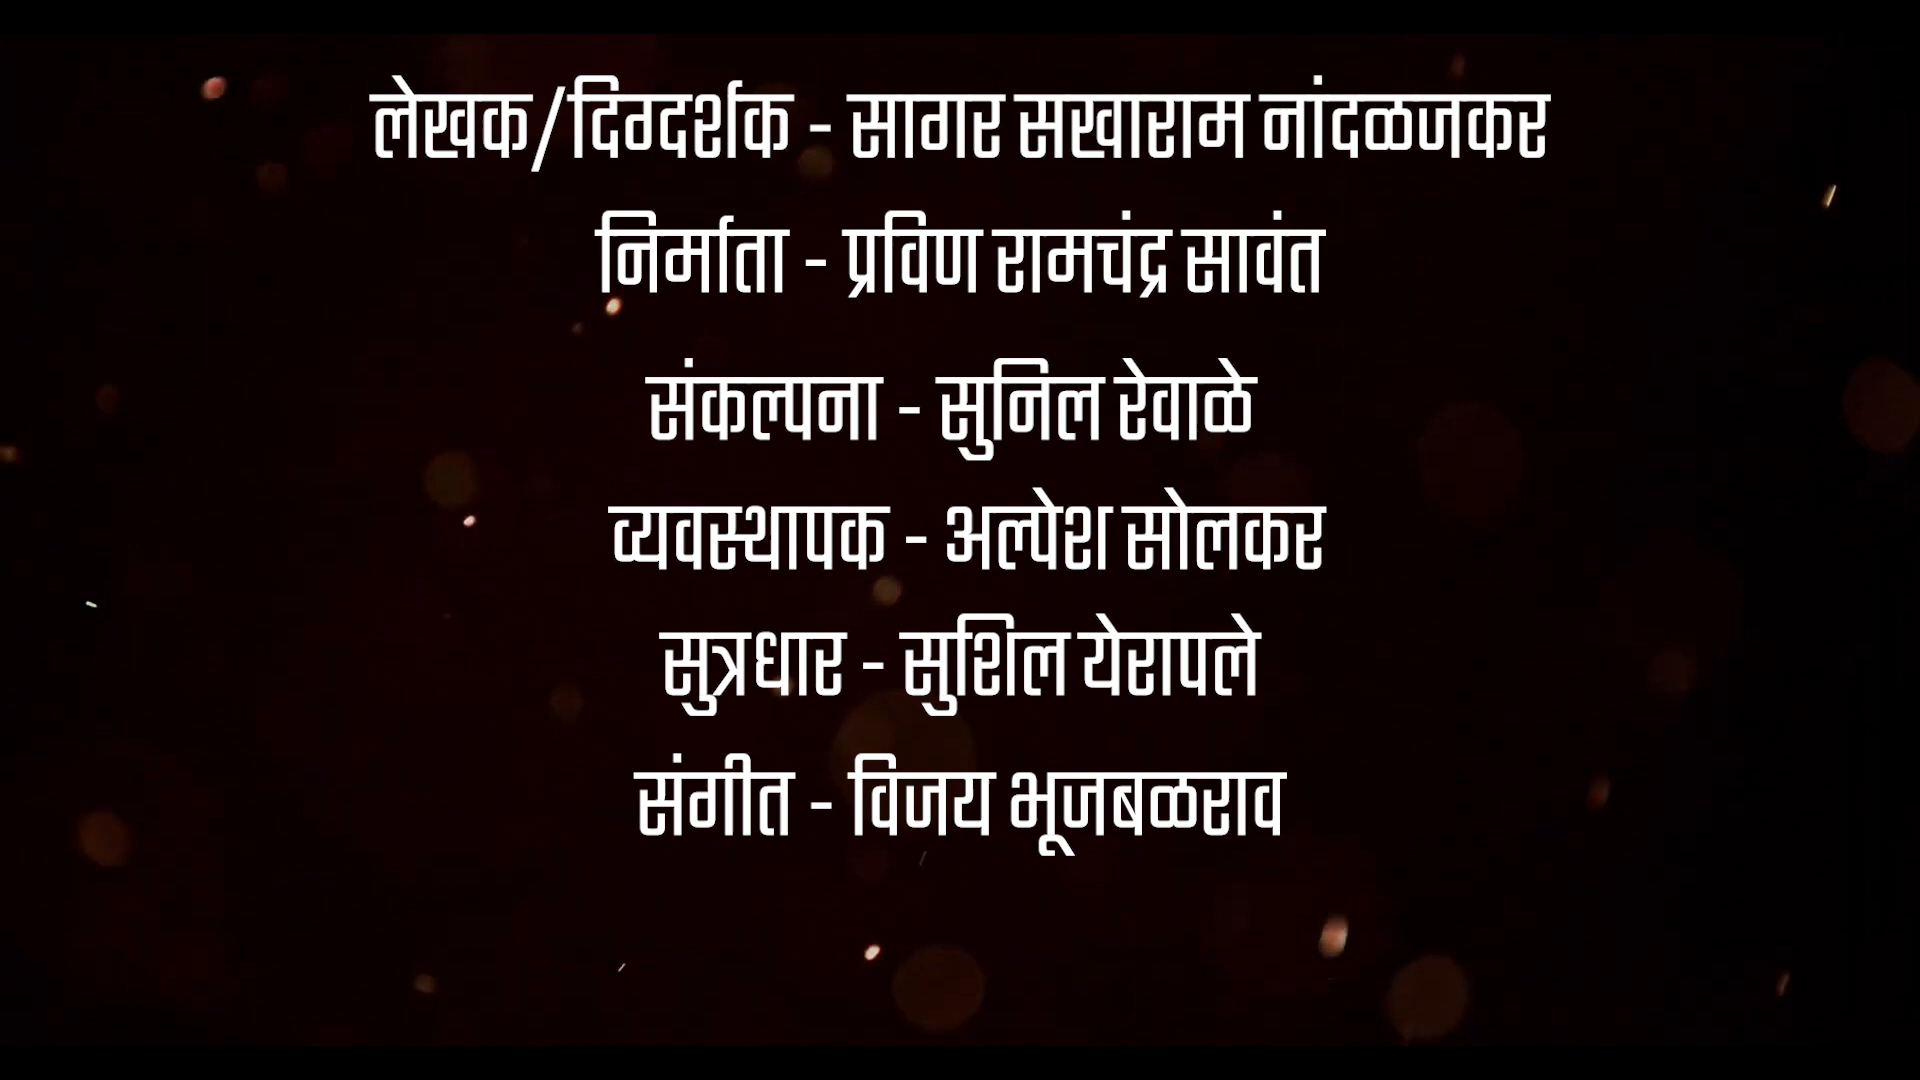 लेखक/दिग्दर्शक - सागर सखाराम नांदळजकर
निर्माता - प्रविण रामचंद्र सावंत
संकल्पना - सुनिल रेवाळे
व्यवस्थापक - अल्पेश सोलकर
सुत्रधार - सुशिल येरापले
संगीत - विजय भूजबळराव